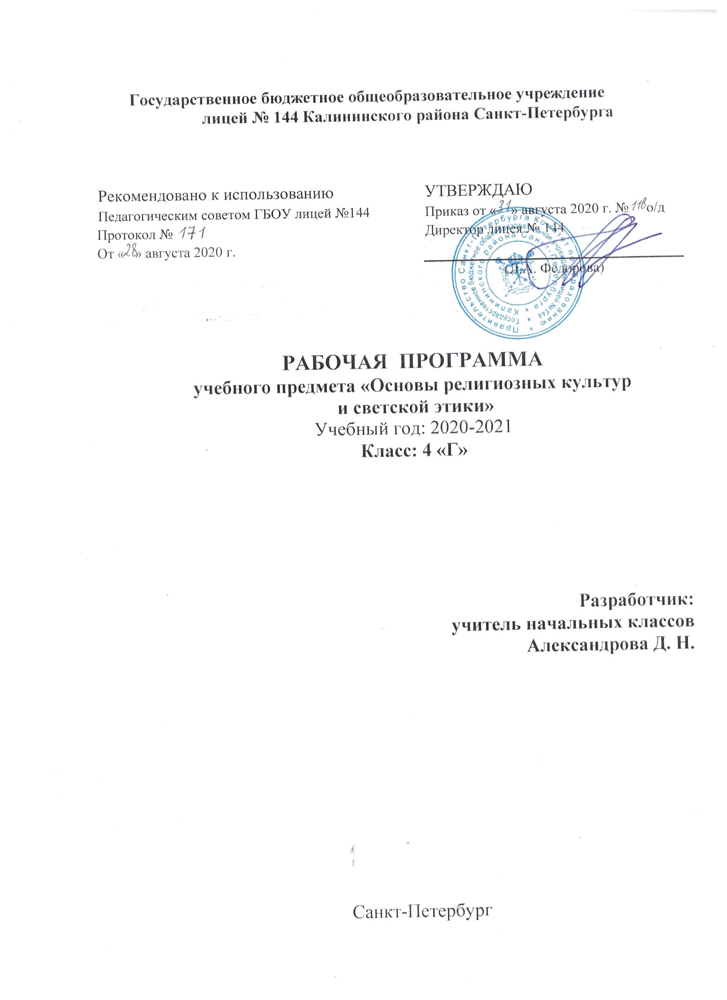 Государственное бюджетное общеобразовательное учреждение
лицей № 144 Калининского района Санкт-Петербурга
Рекомендовано к использованию
Педагогическим советом ГБОУ лицей №144
Протокол № 171
От «28» августа 2020 г.
УТВЕРЖДАЮ
Приказ от «31» августа 2020 г. №118о/д
Директор лицея № 144
(Л.А. Федорова)
Правительство Санкт-Петербурга Комитет по образованию *
Государственное бюджетное общеобразовательное учреждение лицей №144 *
Калининского района Санкт-Петербурга *
РАБОЧАЯ ПРОГРАММА
учебного предмета «Основы религиозных культур
и светской этики»
Учебный год: 2020-2021
Класс: 4 «Г»
Разработчик:
учитель начальных классов
Александрова Д. Н.
Санкт-Петербург